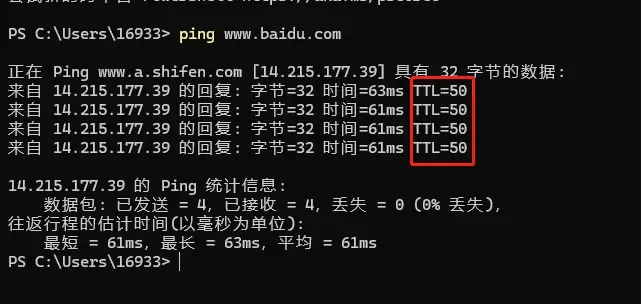 PS C:\Users\16933> ping www.baidu.com
正在 Ping www.a.shifen.com [14.215.177.39] 具有 32 字节的数据:
来自 14.215.177.39 的回复: 字节=32 时间=63ms TTL=50
来自 14.215.177.39 的回复: 字节=32 时间=61ms TTL=50
来自 14.215.177.39 的回复: 字节=32 时间=61ms TTL=50
来自 14.215.177.39 的回复: 字节=32 时间=61ms TTL=50
14.215.177.39 的 Ping 统计信息:
数据包: 已发送 = 4, 已接收 = 4, 丢失 = 0 (0% 丢失),
往返行程的估计时间(以毫秒为单位):
最短 = 61ms, 最长 = 63ms, 平均 = 61ms
PS C:\Users\16933>